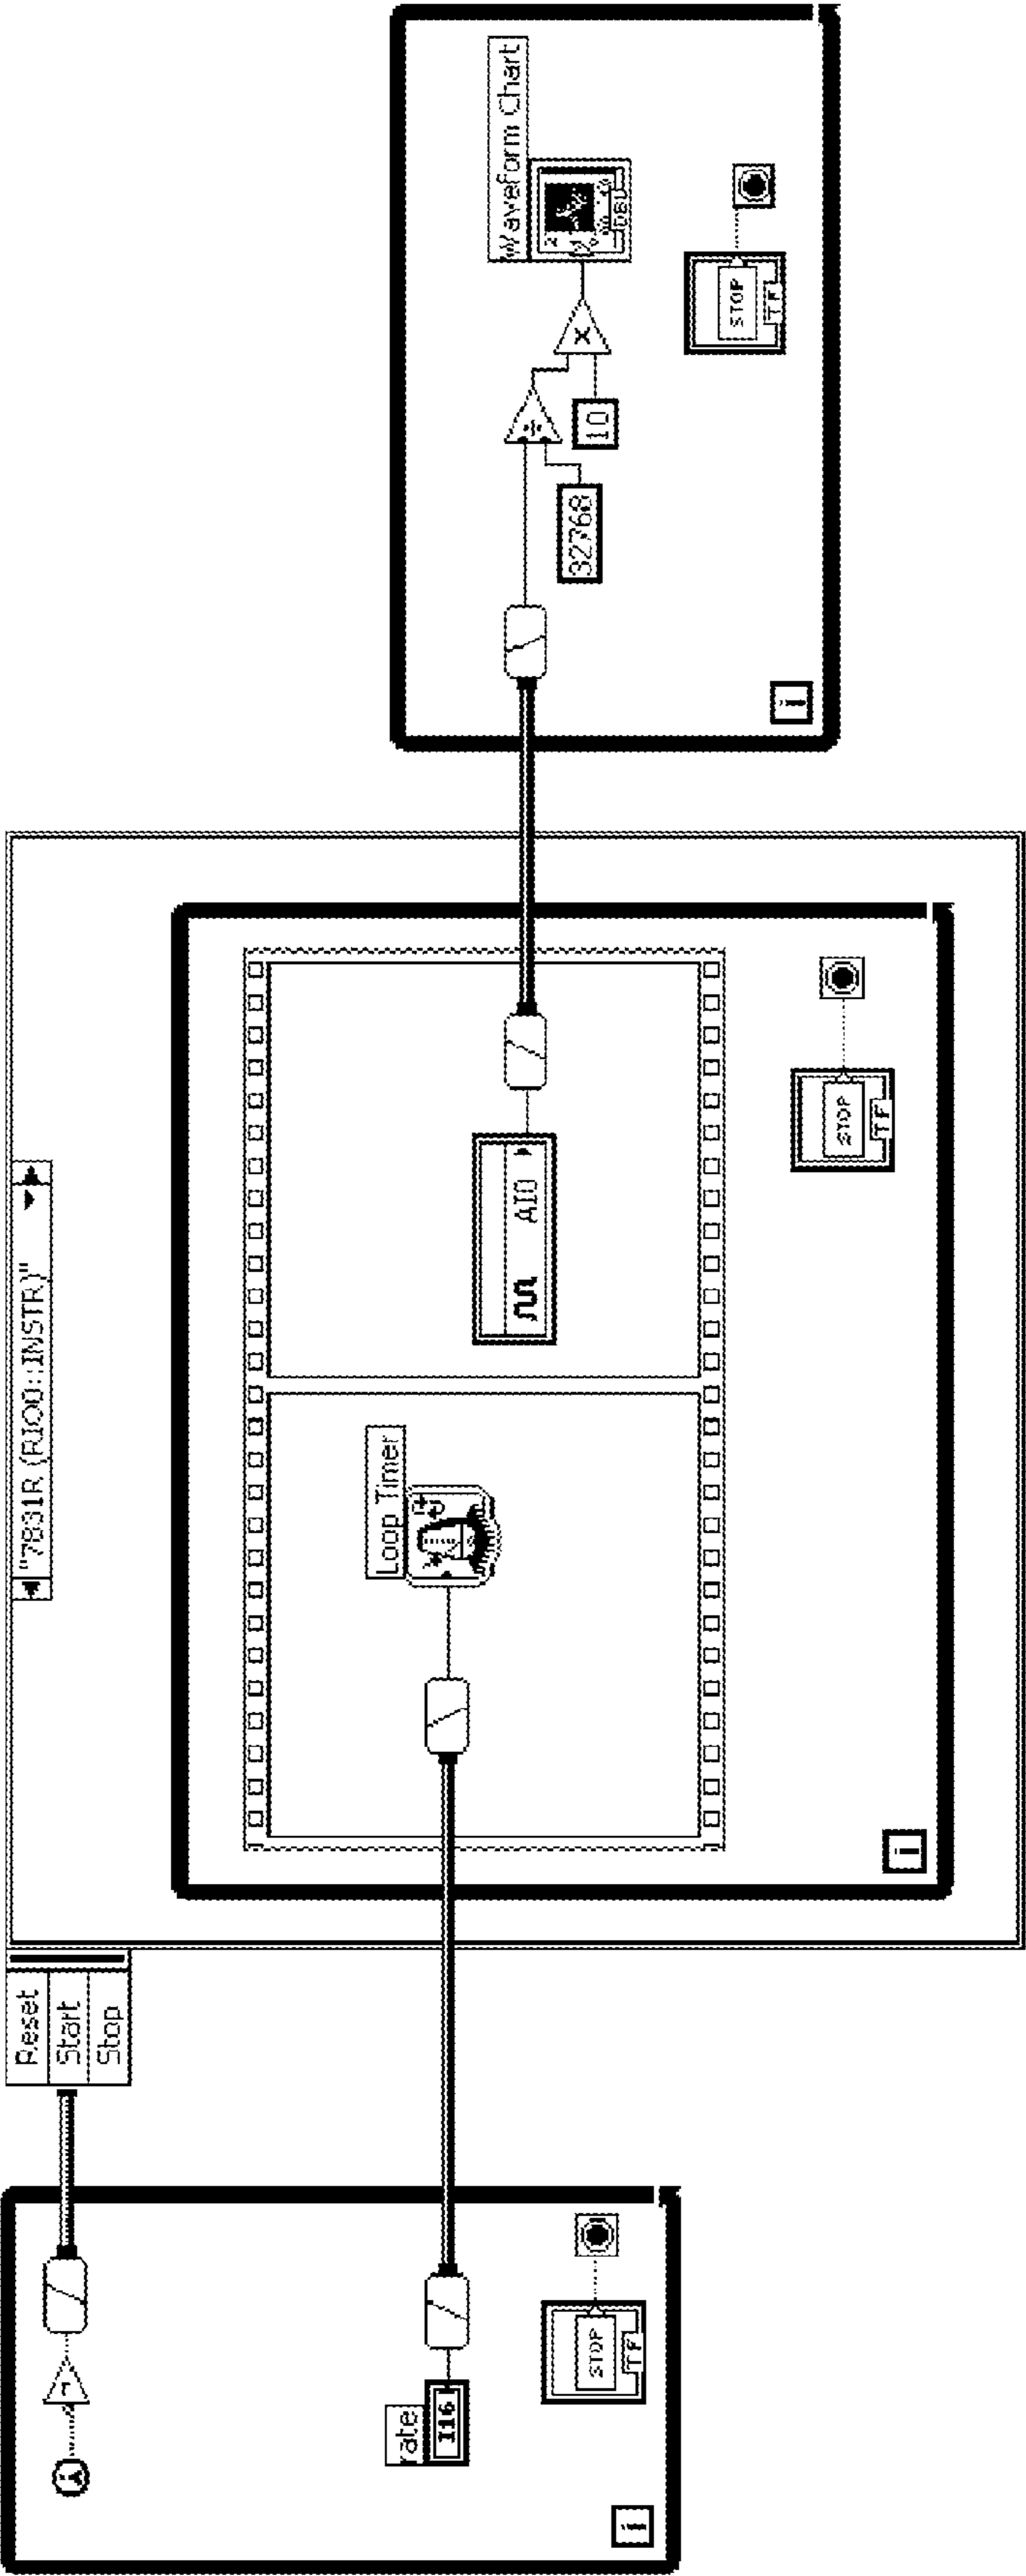 Reset
Start
Stop
rate
I16
STOP
TF
i
"7831R (RIO0::INSTR)"
Loop Timer
AI0
STOP
TF
i
Waveform Chart
DBL
÷
x
32768
10
STOP
TF
i